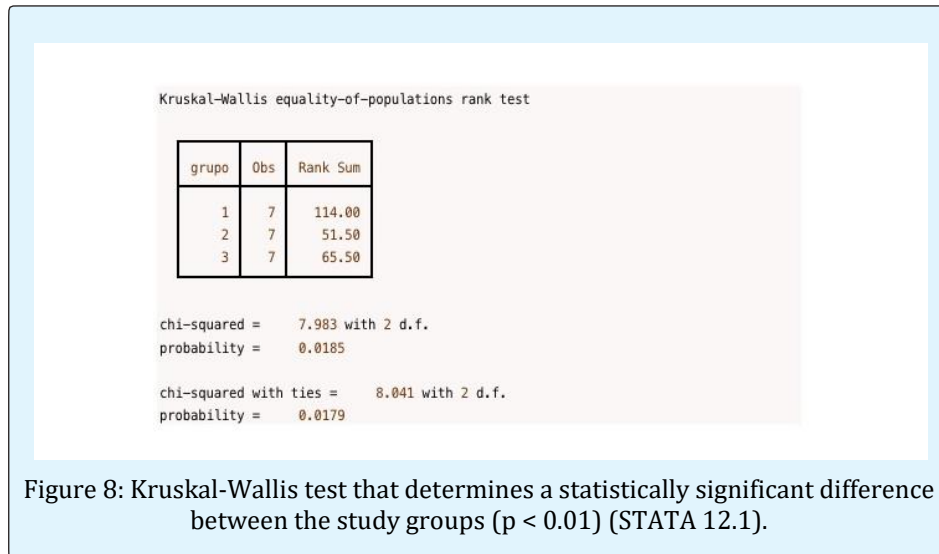 Kruskal-Wallis equality-of-populations rank test
grupo Obs Rank Sum
1 7 114.00
2 7 51.50
3 7 65.50
chi-squared = 7.983 with 2 d.f.
probability = 0.0185
chi-squared with ties = 8.041 with 2 d.f.
probability = 0.0179
Figure 8: Kruskal-Wallis test that determines a statistically significant difference
between the study groups (p < 0.01) (STATA 12.1).